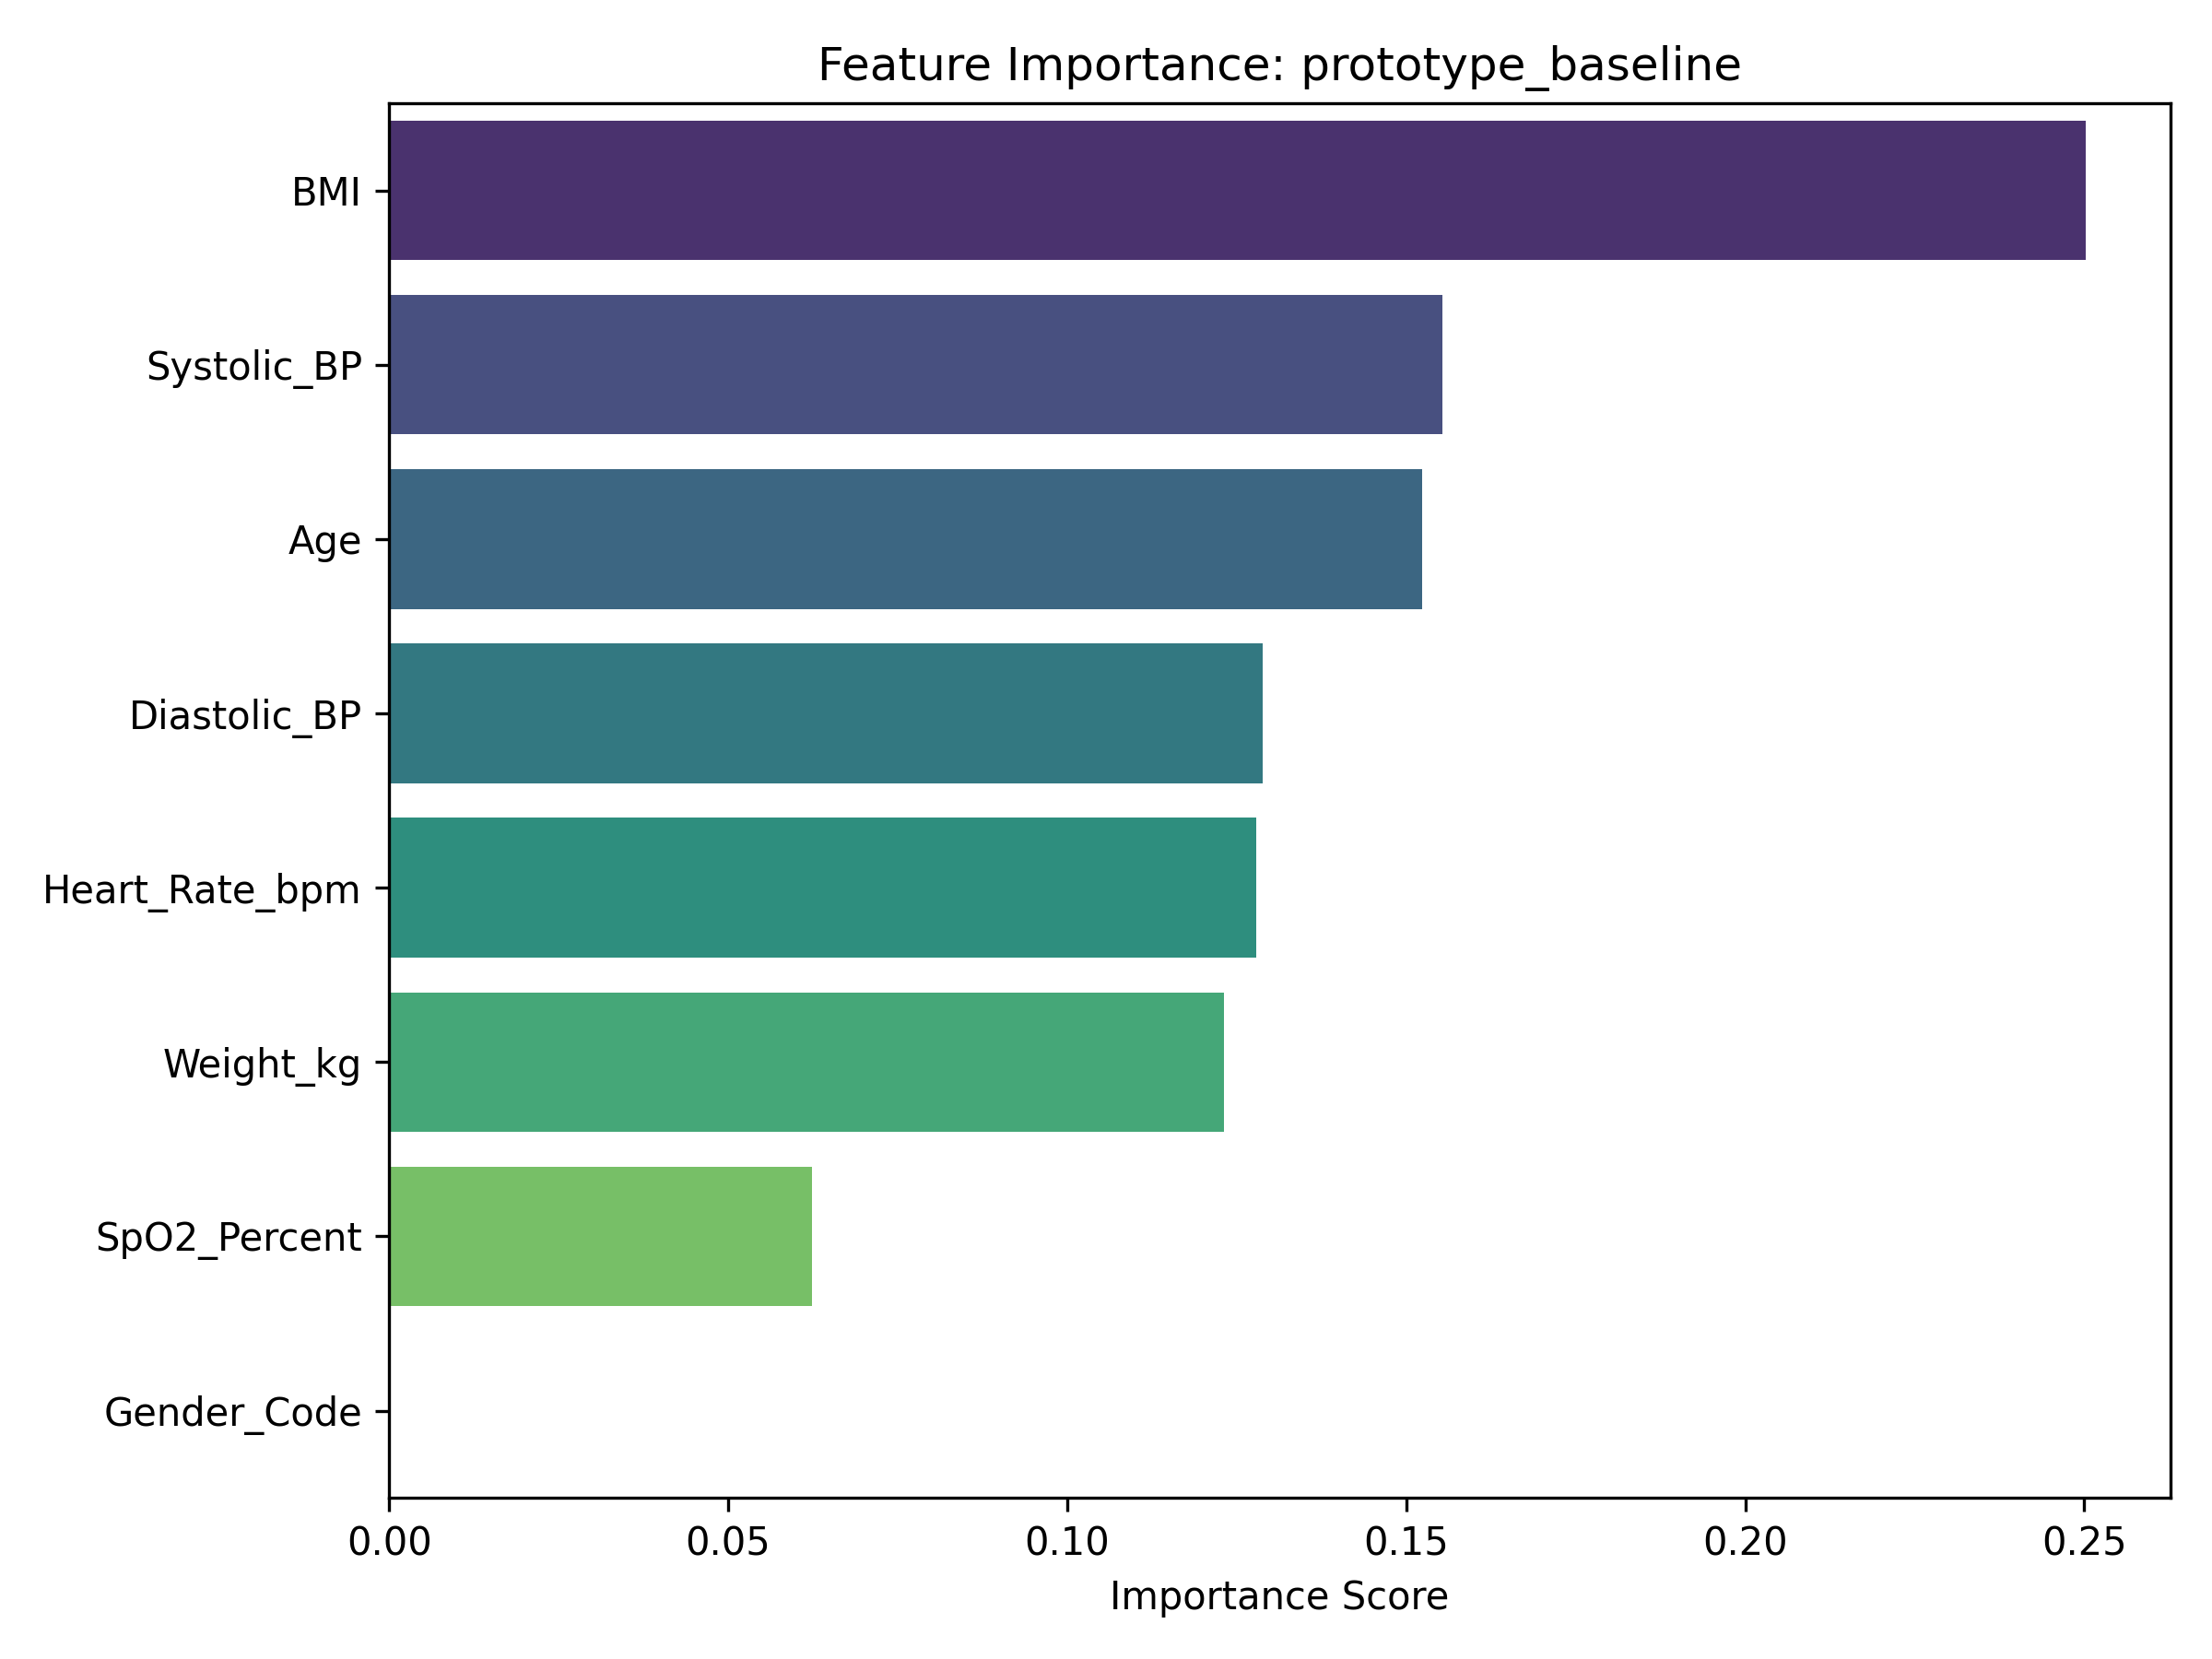 Feature Importance: prototype_baseline
BMI
Systolic_BP
Age
Diastolic_BP
Heart_Rate_bpm
Weight_kg
SpO2_Percent
Gender_Code
0.00 0.05 0.10 0.15 0.20 0.25
Importance Score